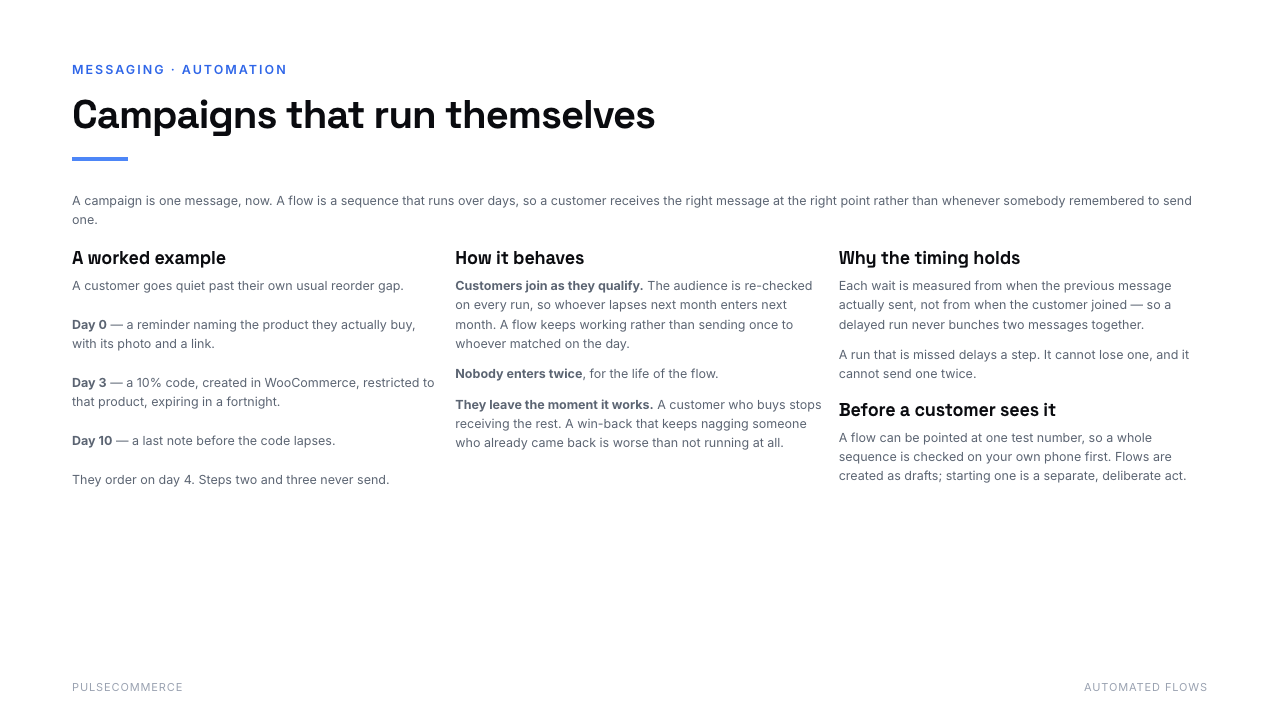 MESSAGING · AUTOMATION
Campaigns that run themselves
A campaign is one message, now. A flow is a sequence that runs over days, so a customer receives the right message at the right point rather than whenever somebody remembered to send
one.
A worked example
A customer goes quiet past their own usual reorder gap.
Day 0 — a reminder naming the product they actually buy,
with its photo and a link.
Day 3 — a 10% code, created in WooCommerce, restricted to
that product, expiring in a fortnight.
Day 10 — a last note before the code lapses.
They order on day 4. Steps two and three never send.
How it behaves
Customers join as they qualify. The audience is re-checked
on every run, so whoever lapses next month enters next
month. A flow keeps working rather than sending once to
whoever matched on the day.
Nobody enters twice, for the life of the flow.
They leave the moment it works. A customer who buys stops
receiving the rest. A win-back that keeps nagging someone
who already came back is worse than not running at all.
Why the timing holds
Each wait is measured from when the previous message
actually sent, not from when the customer joined — so a
delayed run never bunches two messages together.
A run that is missed delays a step. It cannot lose one, and it
cannot send one twice.
Before a customer sees it
A flow can be pointed at one test number, so a whole
sequence is checked on your own phone first. Flows are
created as drafts; starting one is a separate, deliberate act.
PULSECOMMERCE
AUTOMATED FLOWS